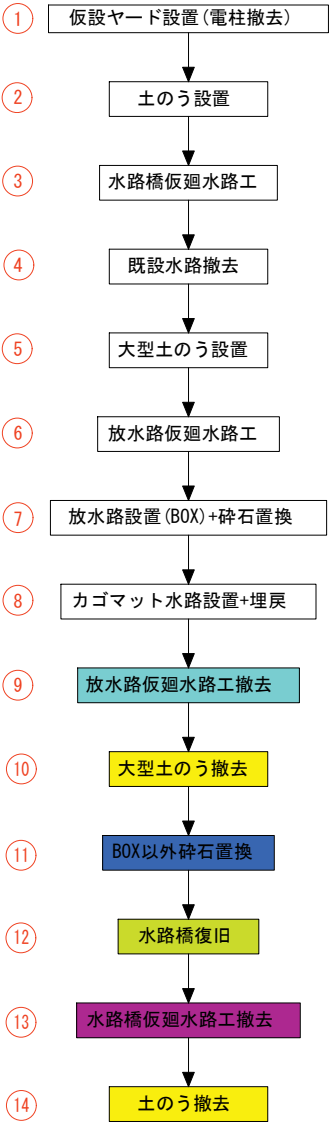 ① 仮設ヤード設置(電柱撤去)
② 土のう設置
③ 水路橋仮廻水路工
④ 既設水路撤去
⑤ 大型土のう設置
⑥ 放水路仮廻水路工
⑦ 放水路設置(BOX)+砕石置換
⑧ カゴマット水路設置+埋戻
⑨ 放水路仮廻水路工撤去
⑩ 大型土のう撤去
⑪ BOX以外砕石置換
⑫ 水路橋復旧
⑬ 水路橋仮廻水路工撤去
⑭ 土のう撤去